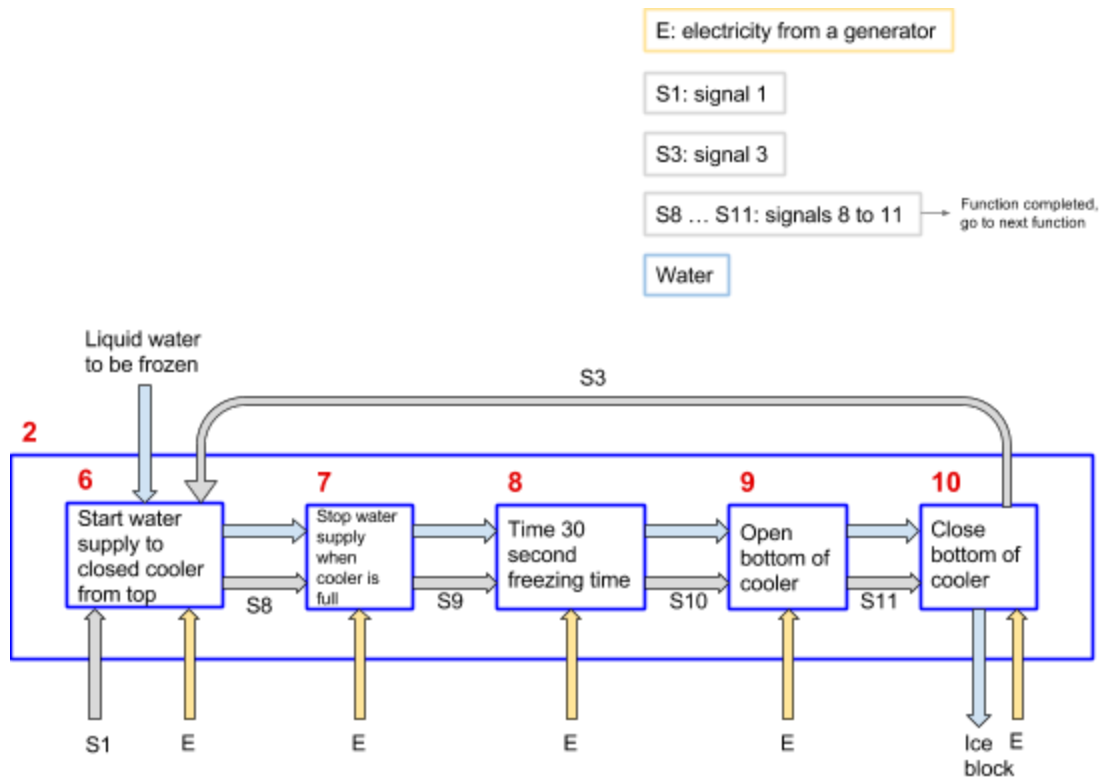 E: electricity from a generator
S1: signal 1
S3: signal 3
S8 ... S11: signals 8 to 11
Function completed,
go to next function
Water
Liquid water
to be frozen
S3
2
6
7
8
9
10
Start water
supply to
closed cooler
from top
Stop water
supply
when
cooler is
full
Time 30
second
freezing time
Open
bottom of
cooler
Close
bottom of
cooler
S8
S9
S10
S11
S1
E
E
E
E
Ice
block
E